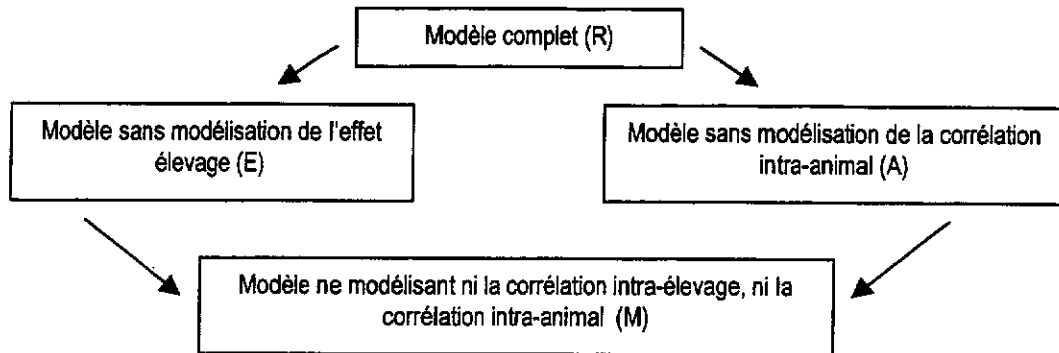 Modèle complet (R)
Modèle sans modélisation de l'effet
élevage (E)
Modèle sans modélisation de la corrélation
intra-animal (A)
Modèle ne modélisant ni la corrélation intra-élevage, ni la
corrélation intra-animal (M)